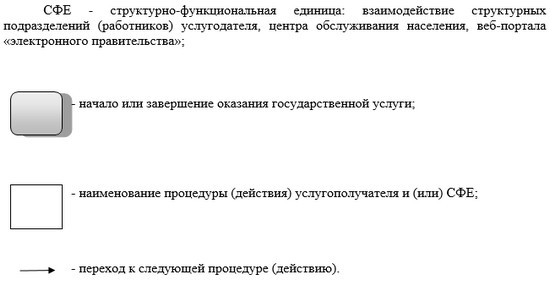 СФЕ - структурно-функциональная единица: взаимодействие структурных
подразделений (работников) услугодателя, центра обслуживания населения, веб-портала
«электронного правительства»;
- начало или завершение оказания государственной услуги;
- наименование процедуры (действия) услугополучателя и (или) СФЕ;
- переход к следующей процедуре (действию).